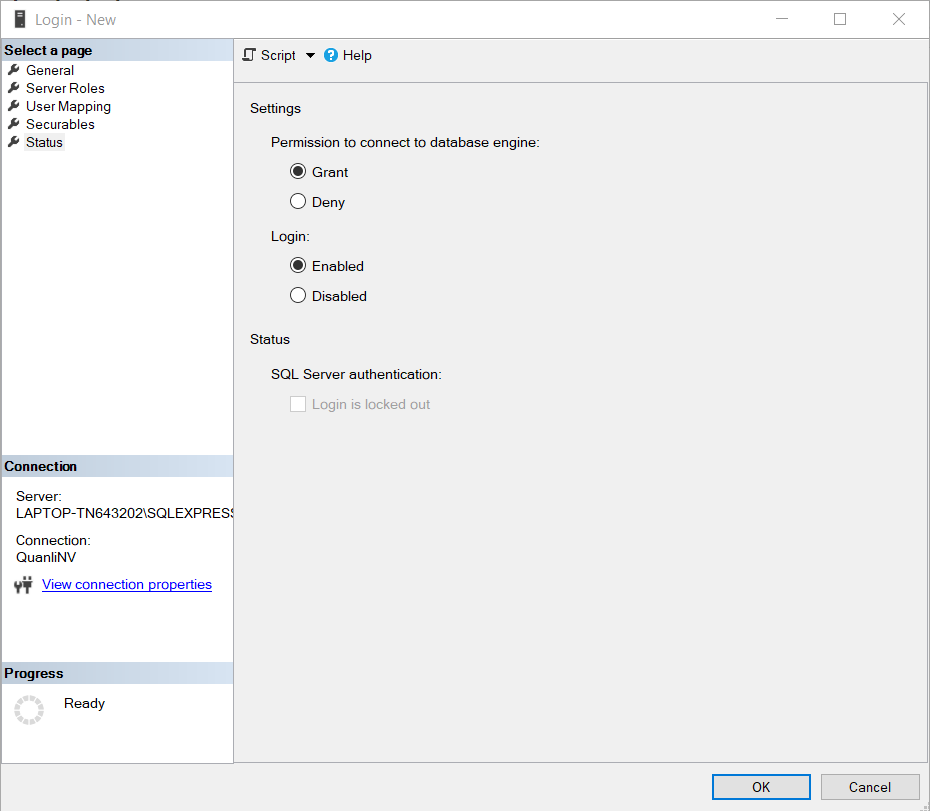 Login - New
Select a page
General
Server Roles
User Mapping
Securables
Status
Connection
Server:
LAPTOP-TN643202\SQLEXPRESS
Connection:
QuanliNV
View connection properties
Progress
Ready
Script
Help
Settings
Permission to connect to database engine:
Grant
Deny
Login:
Enabled
Disabled
Status
SQL Server authentication:
Login is locked out
OK
Cancel